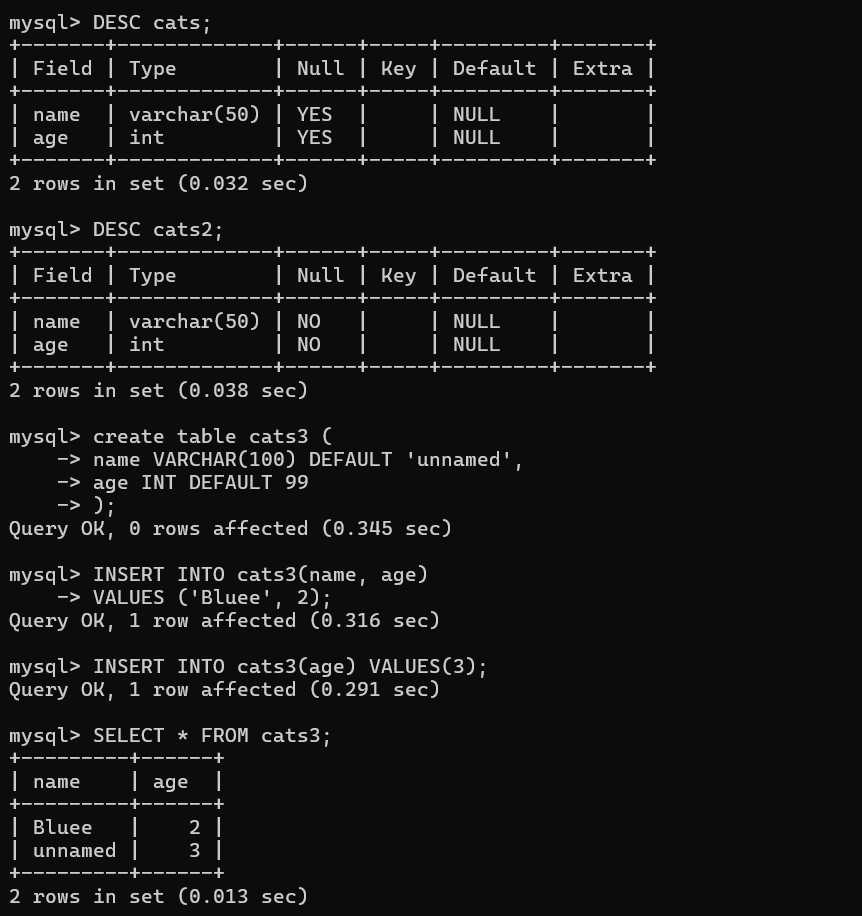 mysql> DESC cats;
+-------+-------------+------+-----+---------+-------+
| Field | Type        | Null | Key | Default | Extra |
+-------+-------------+------+-----+---------+-------+
| name  | varchar(50) | YES  |     | NULL    |       |
| age   | int         | YES  |     | NULL    |       |
+-------+-------------+------+-----+---------+-------+
2 rows in set (0.032 sec)

mysql> DESC cats2;
+-------+-------------+------+-----+---------+-------+
| Field | Type        | Null | Key | Default | Extra |
+-------+-------------+------+-----+---------+-------+
| name  | varchar(50) | NO   |     | NULL    |       |
| age   | int         | NO   |     | NULL    |       |
+-------+-------------+------+-----+---------+-------+
2 rows in set (0.038 sec)

mysql> create table cats3 (
    -> name VARCHAR(100) DEFAULT 'unnamed',
    -> age INT DEFAULT 99
    -> );
Query OK, 0 rows affected (0.345 sec)

mysql> INSERT INTO cats3(name, age)
    -> VALUES ('Bluee', 2);
Query OK, 1 row affected (0.316 sec)

mysql> INSERT INTO cats3(age) VALUES(3);
Query OK, 1 row affected (0.291 sec)

mysql> SELECT * FROM cats3;
+---------+------+
| name    | age  |
+---------+------+
| Bluee   |    2 |
| unnamed |    3 |
+---------+------+
2 rows in set (0.013 sec)